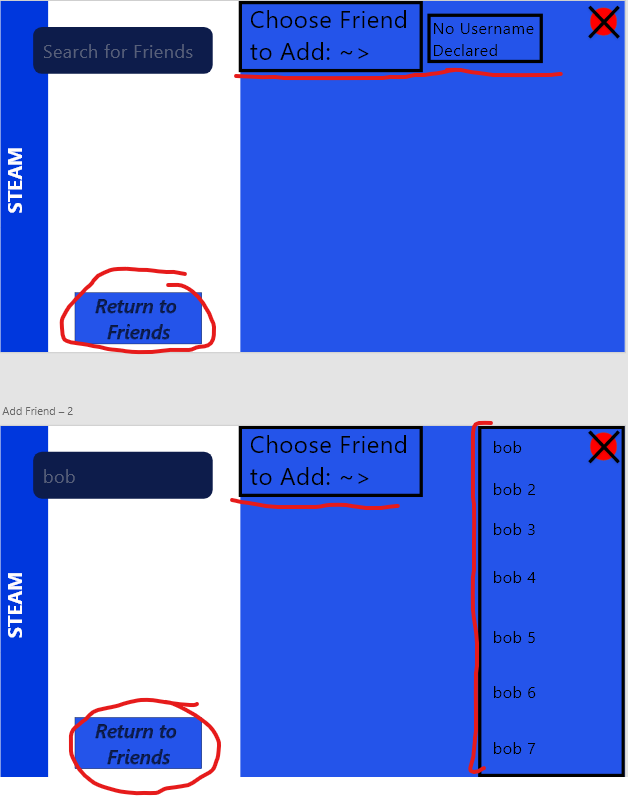 Search for Friends
Choose Friend
to Add: ~>
No Username
Declared
STEAM
Return to
Friends
Add Friend – 2
bob
Choose Friend
to Add: ~>
bob
bob 2
bob 3
bob 4
bob 5
bob 6
bob 7
STEAM
Return to
Friends